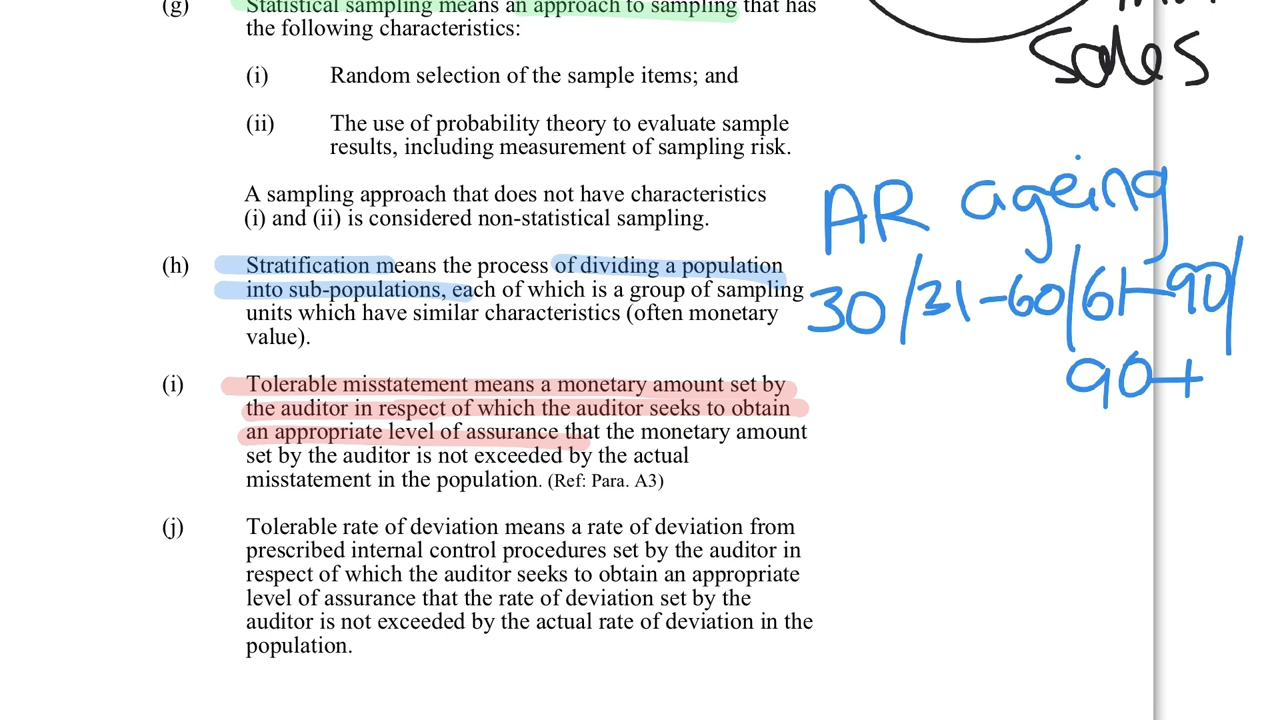 (g) Statistical sampling means an approach to sampling that has
the following characteristics:
(i) Random selection of the sample items; and
(ii) The use of probability theory to evaluate sample
results, including measurement of sampling risk.
A sampling approach that does not have characteristics
(i) and (ii) is considered non-statistical sampling.
(h) Stratification means the process of dividing a population
into sub-populations, each of which is a group of sampling
units which have similar characteristics (often monetary
value).
(i) Tolerable misstatement means a monetary amount set by
the auditor in respect of which the auditor seeks to obtain
an appropriate level of assurance that the monetary amount
set by the auditor is not exceeded by the actual
misstatement in the population. (Ref: Para. A3)
(j) Tolerable rate of deviation means a rate of deviation from
prescribed internal control procedures set by the auditor in
respect of which the auditor seeks to obtain an appropriate
level of assurance that the rate of deviation set by the
auditor is not exceeded by the actual rate of deviation in the
population.
Sales
AR ageing
30/31-60/61-90/
90+